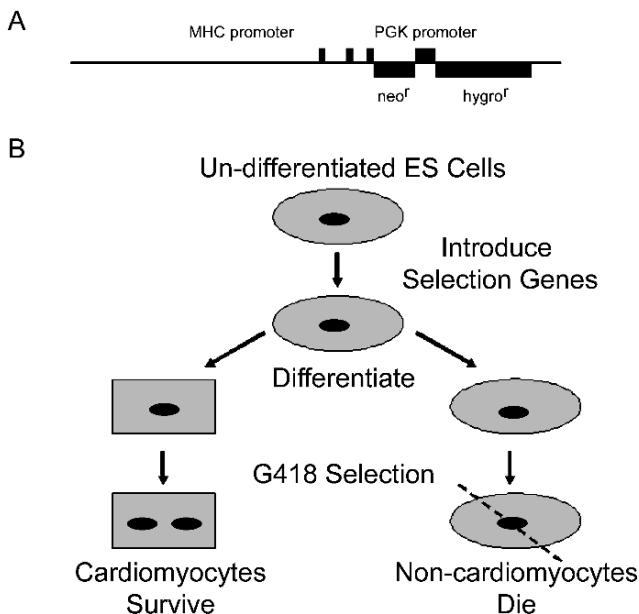 A
MHC promoter PGK promoter
neoʳ hygroʳ
B
Un-differentiated ES Cells
Introduce
Selection Genes
Differentiate
G418 Selection
Cardiomyocytes
Survive
Non-cardiomyocytes
Die